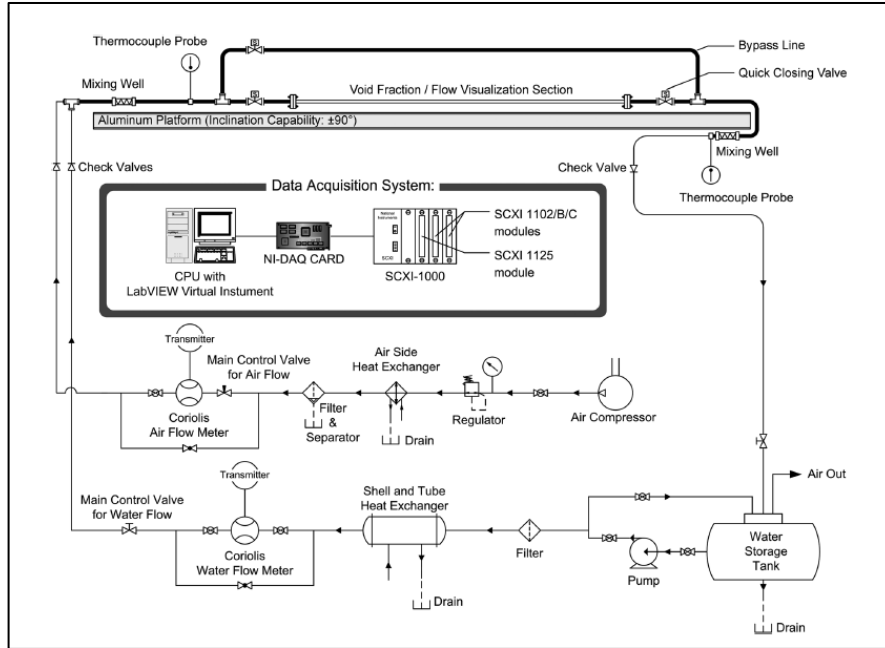 Thermocouple Probe
Bypass Line
Quick Closing Valve
Mixing Well
Void Fraction / Flow Visualization Section
Aluminum Platform (Inclination Capability: ±90°)
Mixing Well
Check Valves
Check Valve
Thermocouple Probe
Data Acquisition System:
SCXI 1102/B/C
modules
SCXI 1125
module
CPU with
LabVIEW Virtual Instument
NI-DAQ CARD
SCXI-1000
National
Instruments
SCXI
Transmitter
Main Control Valve
for Air Flow
Air Side
Heat Exchanger
Coriolis
Air Flow Meter
Filter
&
Separator
Drain
Regulator
Air Compressor
Transmitter
Main Control Valve
for Water Flow
Shell and Tube
Heat Exchanger
Air Out
Coriolis
Water Flow Meter
Drain
Filter
Pump
Water
Storage
Tank
Drain